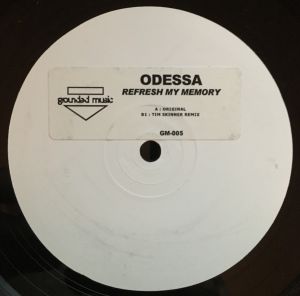 ODESSA
REFRESH MY MEMORY
grounded music
A : ORIGINAL
B1 : TIM SKINNER REMIX
GM-005